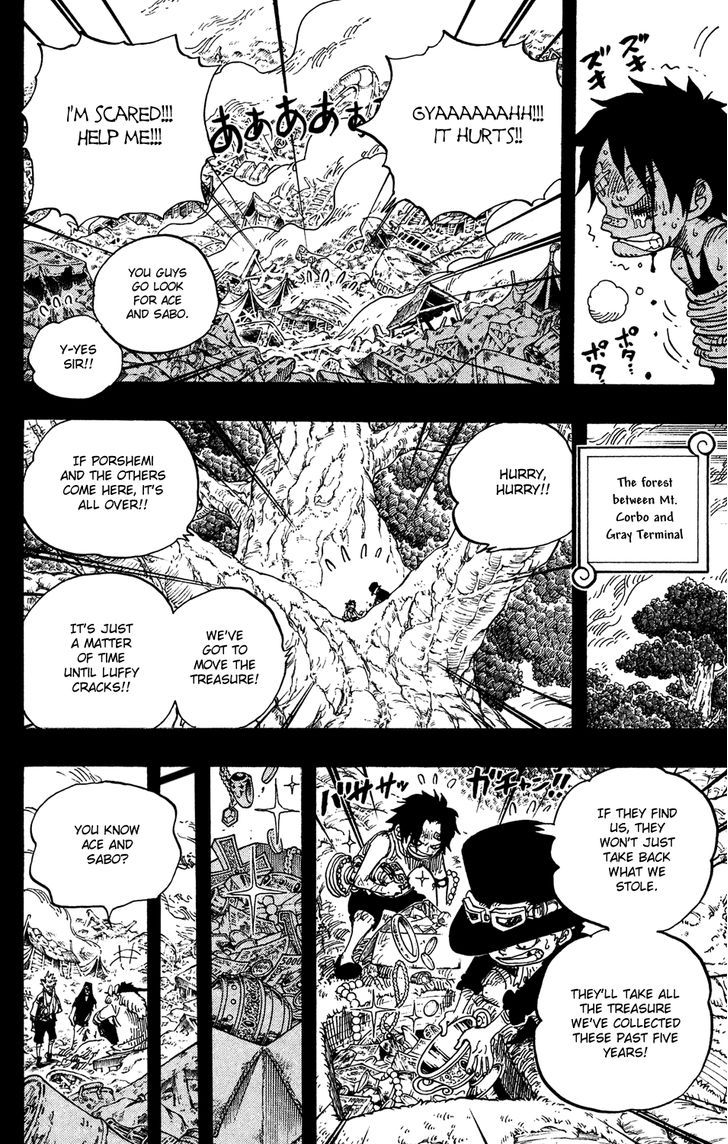 ズキ
ズキ
GYAAAAAAHH!!!
IT HURTS!!
ポタ
ポタ
あああああ
I'M SCARED!!!
HELP ME!!!
YOU GUYS
GO LOOK
FOR ACE
AND SABO.
Y-YES
SIR!!
The forest
between Mt.
Corbo and
Gray Terminal
HURRY,
HURRY!!
IF PORSHEMI
AND THE OTHERS
COME HERE, IT'S
ALL OVER!!
WE'VE
GOT TO
MOVE THE
TREASURE!
IT'S JUST
A MATTER
OF TIME
UNTIL LUFFY
CRACKS!!
ガチャン!!
バササッ
IF THEY FIND
US, THEY
WON'T JUST
TAKE BACK
WHAT WE
STOLE.
THEY'LL TAKE ALL
THE TREASURE
WE'VE COLLECTED
THESE PAST FIVE
YEARS!
YOU KNOW
ACE AND
SABO?